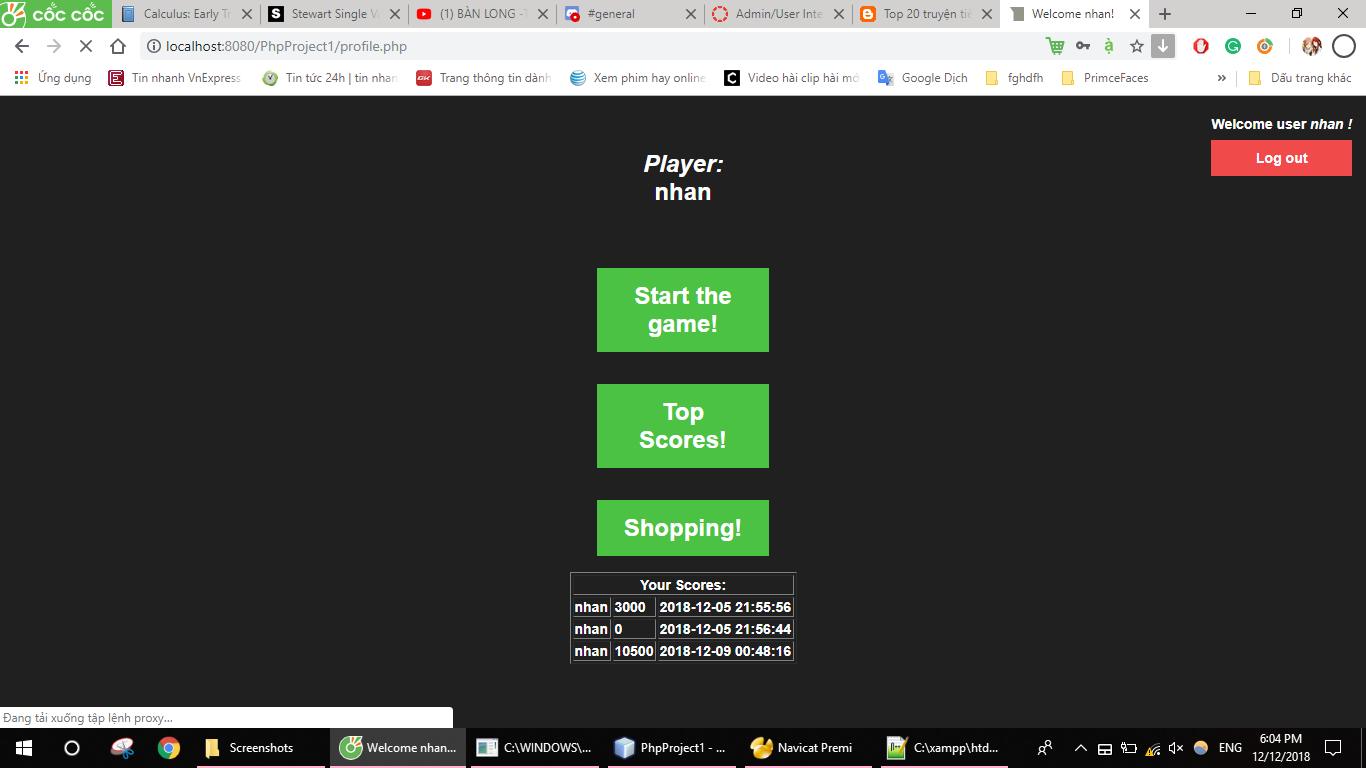 cốc cốc
Calculus: Early Tr
Stewart Single Va
(1) BÀN LONG -T
#general
Admin/User Inte
Top 20 truyện tiê
Welcome nhan!
localhost:8080/PhpProject1/profile.php
Ứng dụng
Tin nhanh VnExpress
Tin tức 24h | tin nhan
Trang thông tin dành
Xem phim hay online
Video hài clip hài mớ
Google Dịch
fghdfh
PrimceFaces
»
Dấu trang khác
Welcome user nhan !
Log out
Player:
nhan
Start the
game!
Top
Scores!
Shopping!
Your Scores:
nhan 3000 2018-12-05 21:55:56
nhan 0 2018-12-05 21:56:44
nhan 10500 2018-12-09 00:48:16
Đang tải xuống tập lệnh proxy...
Screenshots
Welcome nhan...
C:\WINDOWS\...
PhpProject1 - ...
Navicat Premi
C:\xampp\htd...
ENG
6:04 PM
12/12/2018